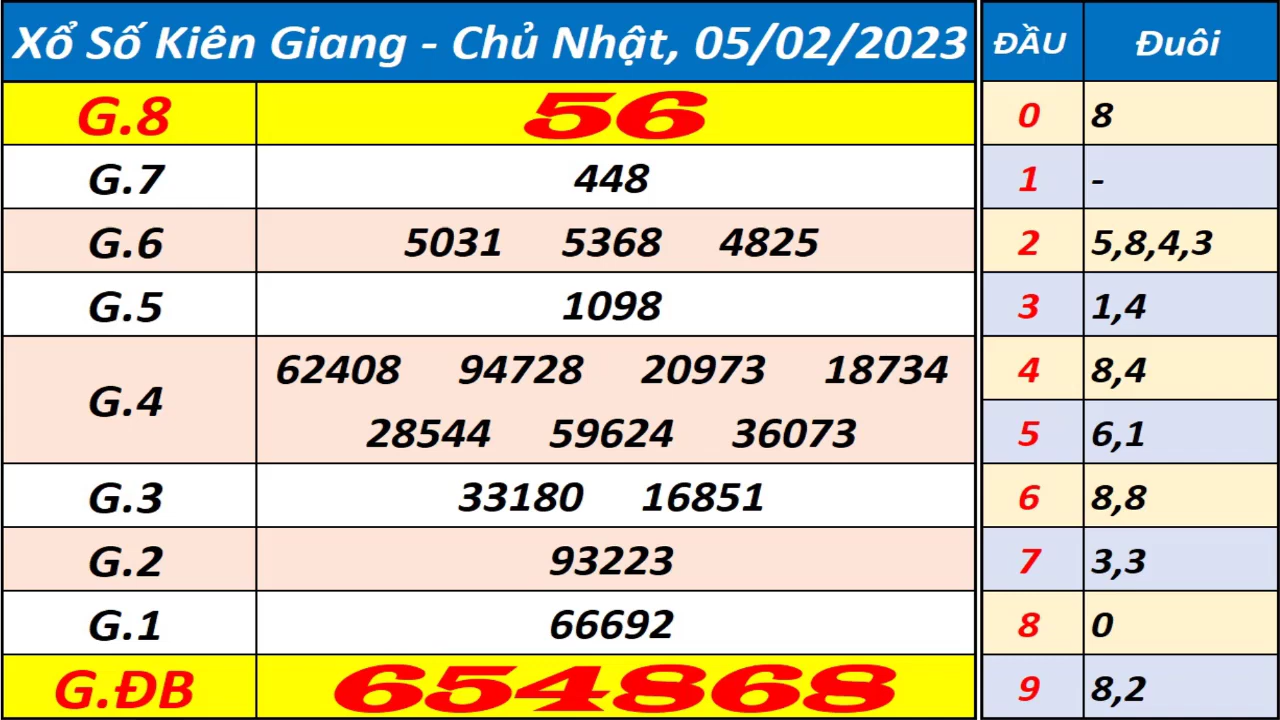 Xổ Số Kiên Giang - Chủ Nhật, 05/02/2023
G.8 56
G.7 448
G.6 5031 5368 4825
G.5 1098
G.4 62408 94728 20973 18734
28544 59624 36073
G.3 33180 16851
G.2 93223
G.1 66692
G.ĐB 654868
ĐẦU Đuôi
0 8
1 -
2 5,8,4,3
3 1,4
4 8,4
5 6,1
6 8,8
7 3,3
8 0
9 8,2